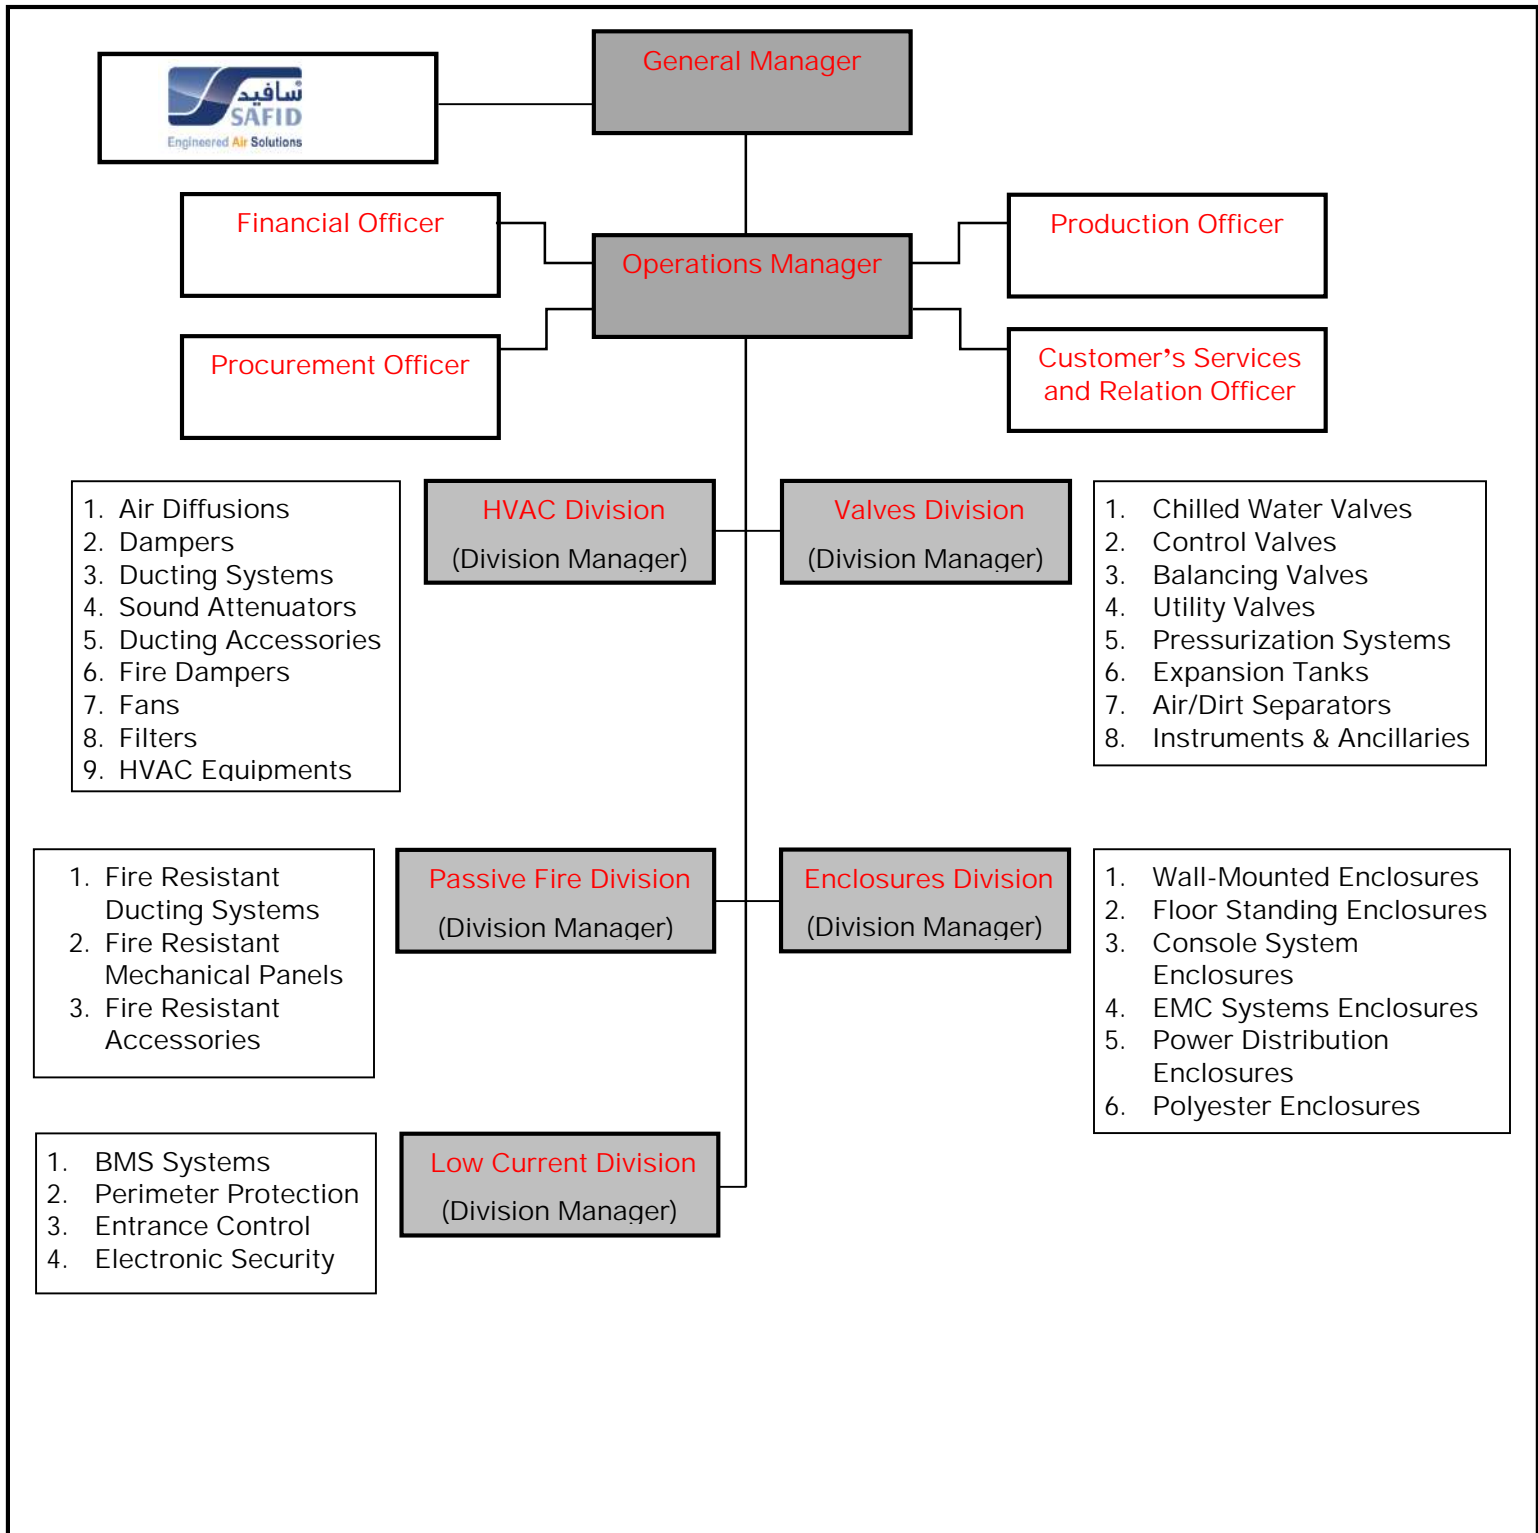 General Manager
سافيد
SAFID
Engineered Air Solutions
Financial Officer
Production Officer
Operations Manager
Procurement Officer
Customer's Services
and Relation Officer
1. Air Diffusions
2. Dampers
3. Ducting Systems
4. Sound Attenuators
5. Ducting Accessories
6. Fire Dampers
7. Fans
8. Filters
9. HVAC Equipments
HVAC Division
(Division Manager)
Valves Division
(Division Manager)
1. Chilled Water Valves
2. Control Valves
3. Balancing Valves
4. Utility Valves
5. Pressurization Systems
6. Expansion Tanks
7. Air/Dirt Separators
8. Instruments & Ancillaries
1. Fire Resistant
Ducting Systems
2. Fire Resistant
Mechanical Panels
3. Fire Resistant
Accessories
Passive Fire Division
(Division Manager)
Enclosures Division
(Division Manager)
1. Wall-Mounted Enclosures
2. Floor Standing Enclosures
3. Console System
Enclosures
4. EMC Systems Enclosures
5. Power Distribution
Enclosures
6. Polyester Enclosures
1. BMS Systems
2. Perimeter Protection
3. Entrance Control
4. Electronic Security
Low Current Division
(Division Manager)